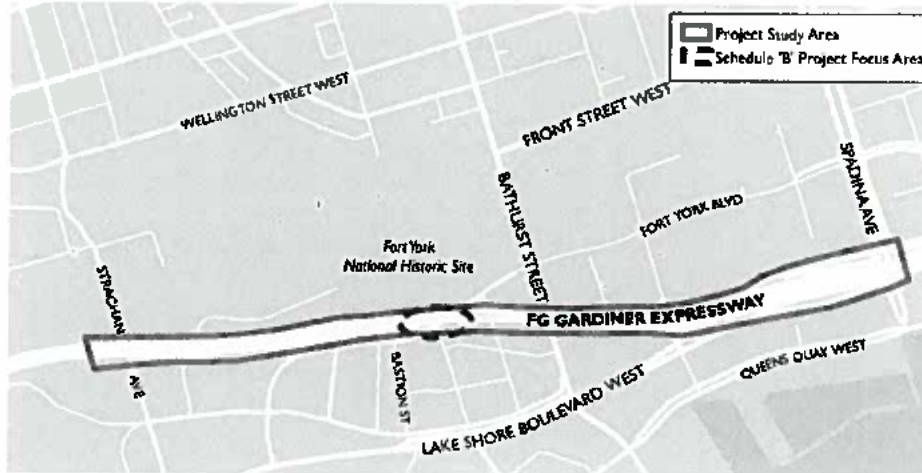 Project Study Area
Schedule 'B' Project Focus Area
WELLINGTON STREET WEST
FRONT STREET WEST
SPADINA AVE
BATHURST STREET
FORT YORK BLVD
Fort York
National Historic Site
STRACHAN AVE
FG GARDINER EXPRESSWAY
BASTION ST
QUEENS QUAY WEST
LAKE SHORE BOULEVARD WEST